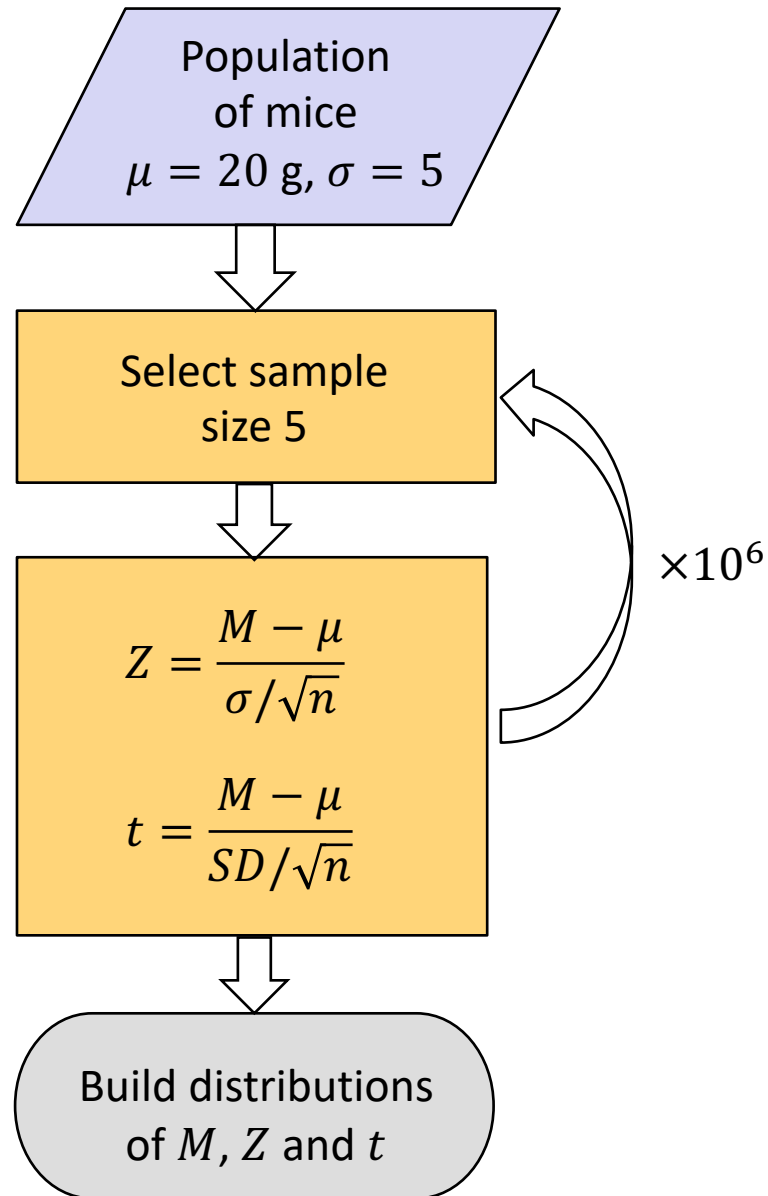 Population
of mice
μ = 20 g, σ = 5
Select sample
size 5
×10⁶
Z = (M − μ) / (σ/√n)
t = (M − μ) / (SD/√n)
Build distributions
of M, Z and t